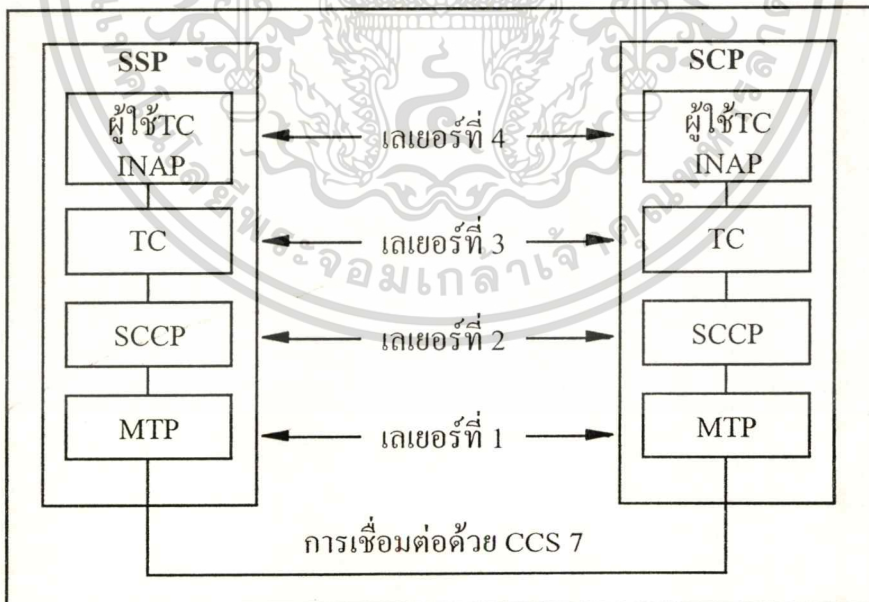 SSP
SCP
ผู้ใช้TC
INAP
เลเยอร์ที่ 4
ผู้ใช้TC
INAP
TC
เลเยอร์ที่ 3
TC
SCCP
เลเยอร์ที่ 2
SCCP
MTP
เลเยอร์ที่ 1
MTP
การเชื่อมต่อด้วย CCS 7